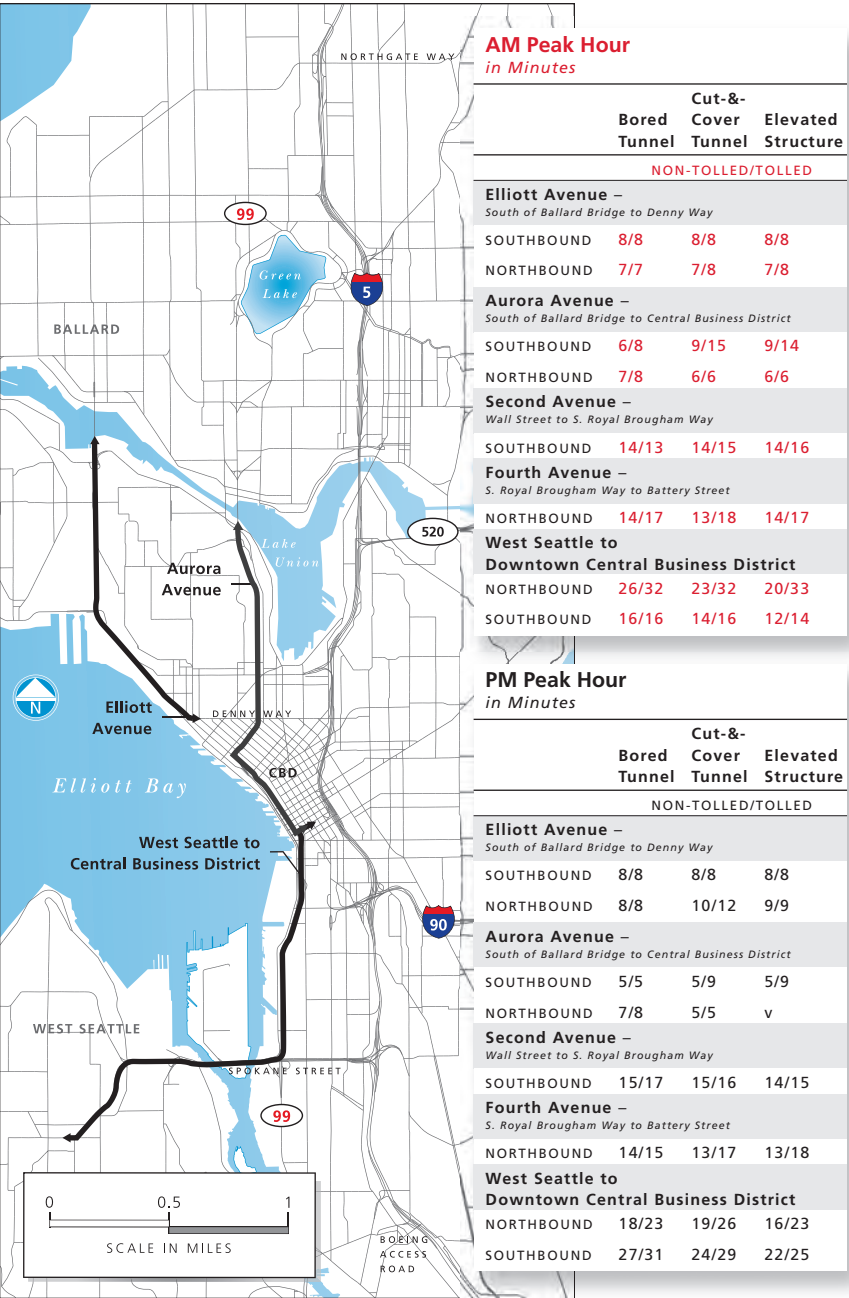 NORTHGATE WAY
99
Green
Lake
5
BALLARD
520
Lake
Union
Aurora
Avenue
N
Elliott
Avenue
DENNY WAY
CBD
Elliott Bay
West Seattle to
Central Business District
90
WEST SEATTLE
SPOKANE STREET
99
0 0.5 1
SCALE IN MILES
BOEING
ACCESS
ROAD
AM Peak Hour
in Minutes
Cut-&-
Bored Cover Elevated
Tunnel Tunnel Structure
NON-TOLLED/TOLLED
Elliott Avenue –
South of Ballard Bridge to Denny Way
SOUTHBOUND 8/8 8/8 8/8
NORTHBOUND 7/7 7/8 7/8
Aurora Avenue –
South of Ballard Bridge to Central Business District
SOUTHBOUND 6/8 9/15 9/14
NORTHBOUND 7/8 6/6 6/6
Second Avenue –
Wall Street to S. Royal Brougham Way
SOUTHBOUND 14/13 14/15 14/16
Fourth Avenue –
S. Royal Brougham Way to Battery Street
NORTHBOUND 14/17 13/18 14/17
West Seattle to
Downtown Central Business District
NORTHBOUND 26/32 23/32 20/33
SOUTHBOUND 16/16 14/16 12/14
PM Peak Hour
in Minutes
Cut-&-
Bored Cover Elevated
Tunnel Tunnel Structure
NON-TOLLED/TOLLED
Elliott Avenue –
South of Ballard Bridge to Denny Way
SOUTHBOUND 8/8 8/8 8/8
NORTHBOUND 8/8 10/12 9/9
Aurora Avenue –
South of Ballard Bridge to Central Business District
SOUTHBOUND 5/5 5/9 5/9
NORTHBOUND 7/8 5/5 v
Second Avenue –
Wall Street to S. Royal Brougham Way
SOUTHBOUND 15/17 15/16 14/15
Fourth Avenue –
S. Royal Brougham Way to Battery Street
NORTHBOUND 14/15 13/17 13/18
West Seattle to
Downtown Central Business District
NORTHBOUND 18/23 19/26 16/23
SOUTHBOUND 27/31 24/29 22/25